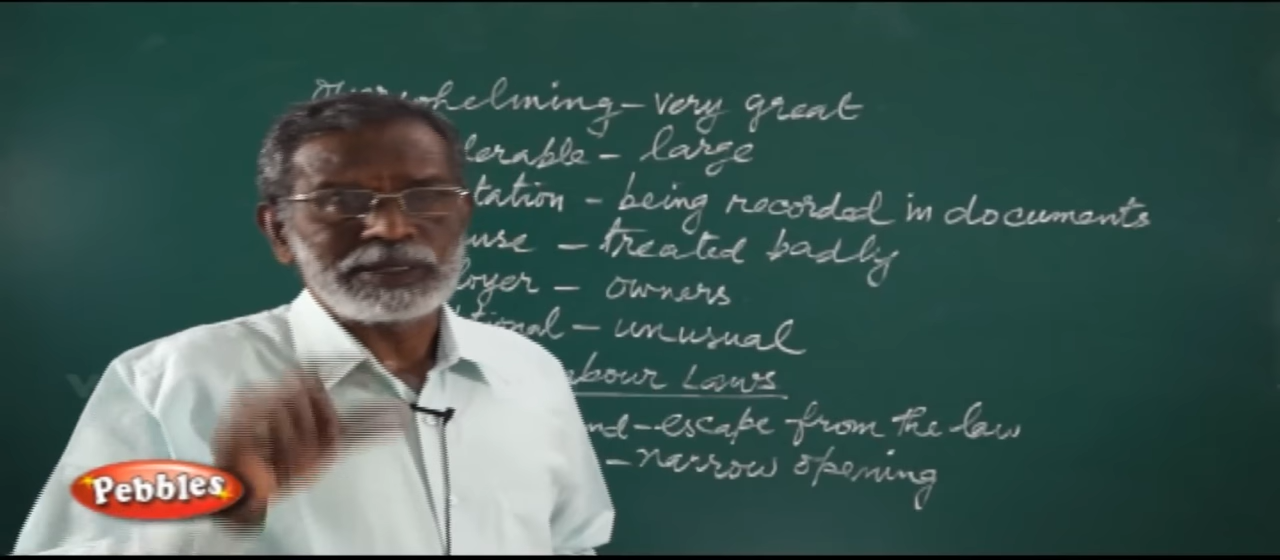 Overwhelming - very great
lerable - large
tation - being recorded in documents
use - treated badly
loyer - owners
tional - unusual
bour Laws
nd - escape from the law
- narrow opening
Pebbles